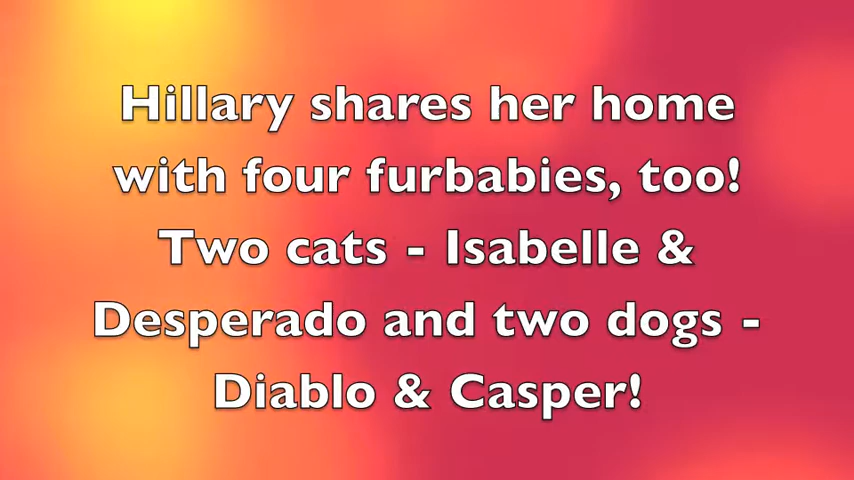 Hillary shares her home
with four furbabies, too!
Two cats - Isabelle &
Desperado and two dogs -
Diablo & Casper!